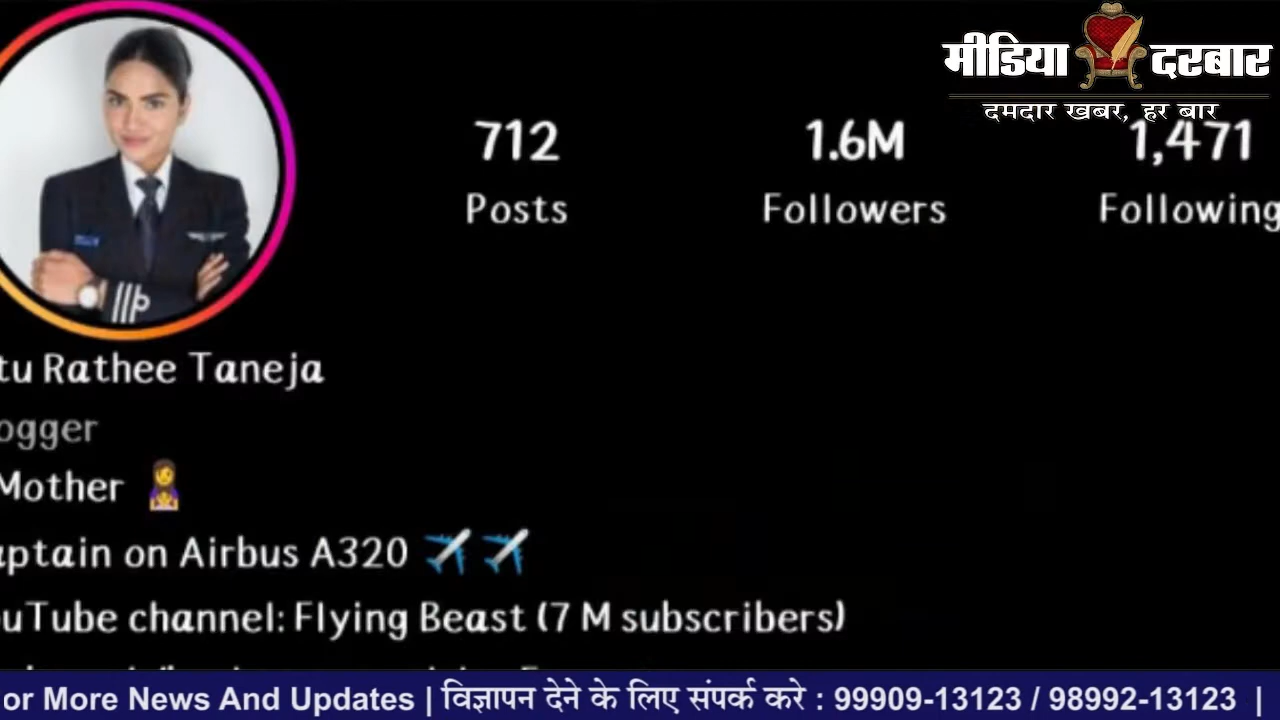 मीडिया दरबार
दमदार खबर, हर बार
712 1.6M 1,471
Posts Followers Following
tu Rathee Taneja
ogger
Mother
aptain on Airbus A320
uTube channel: Flying Beast (7 M subscribers)
or More News And Updates | विज्ञापन देने के लिए संपर्क करे : 99909-13123 / 98992-13123 |